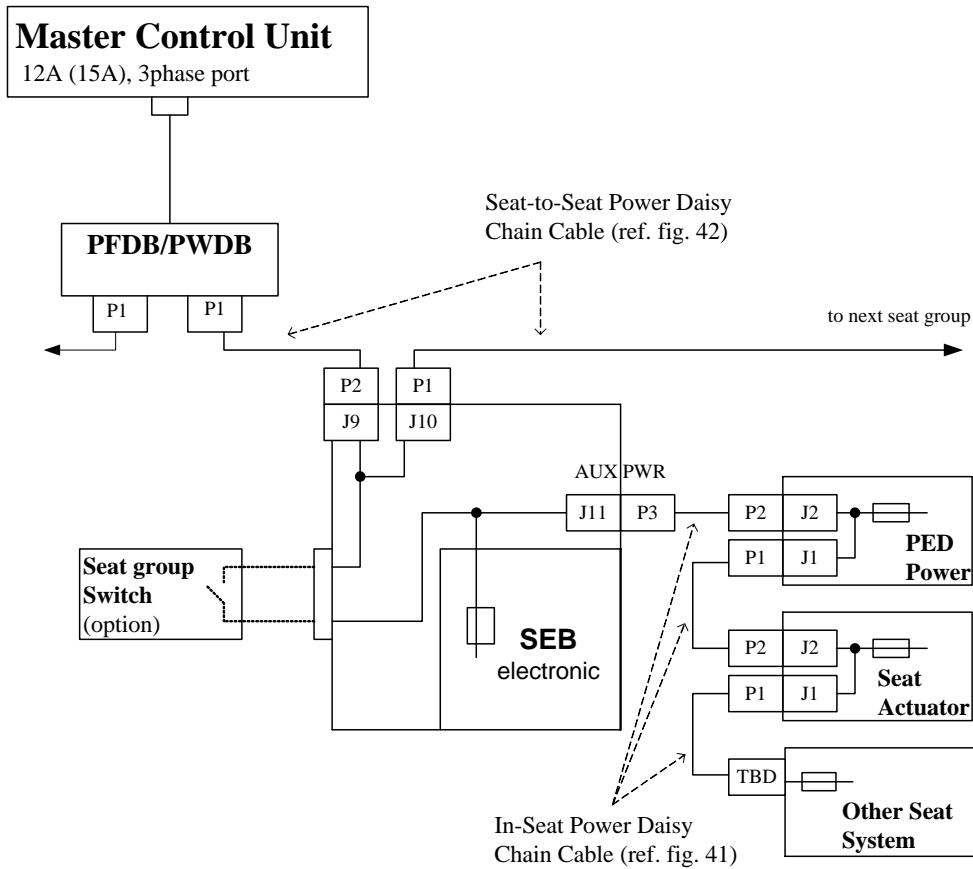 Master Control Unit
12A (15A), 3phase port
Seat-to-Seat Power Daisy
Chain Cable (ref. fig. 42)
PFDB/PWDB
P1
P1
to next seat group
P2
P1
J9
J10
AUX PWR
J11
P3
P2
J2
PED
Power
P1
J1
Seat group
Switch
(option)
SEB
electronic
P2
J2
Seat
Actuator
P1
J1
TBD
Other Seat
System
In-Seat Power Daisy
Chain Cable (ref. fig. 41)